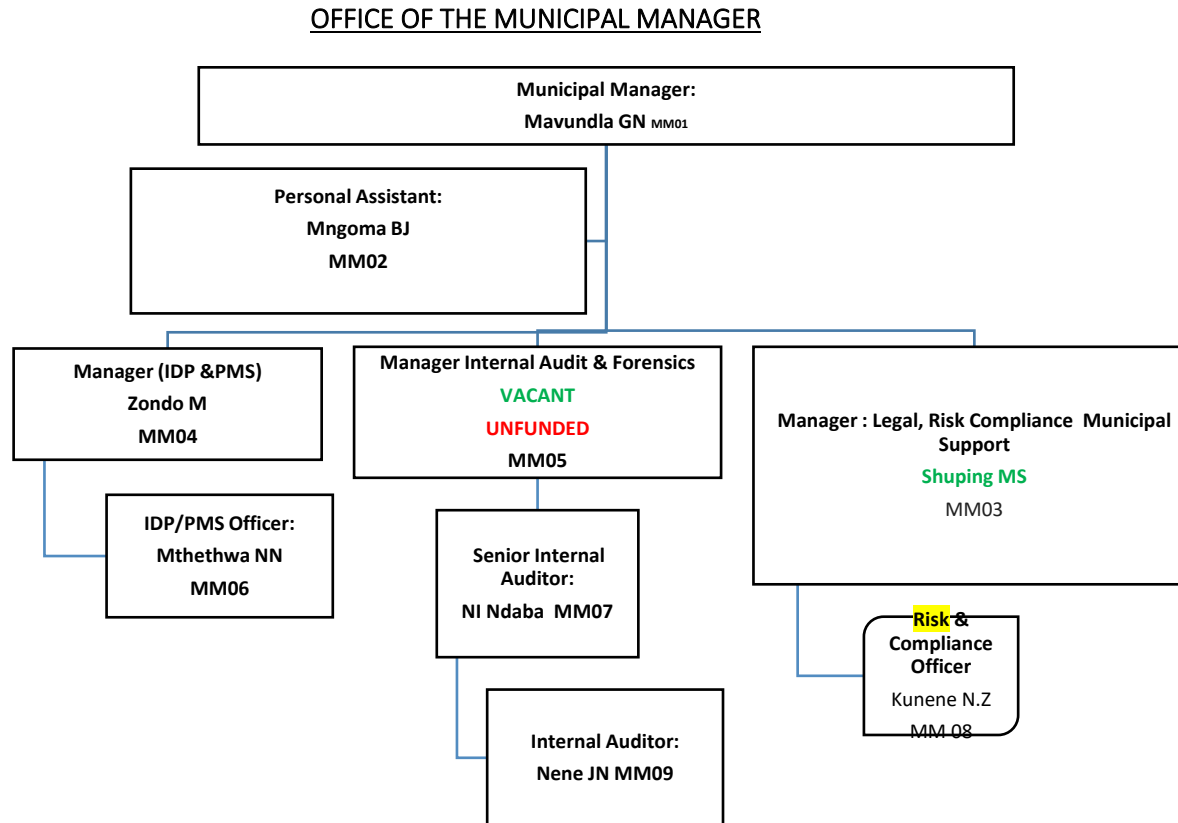 OFFICE OF THE MUNICIPAL MANAGER
Municipal Manager:
Mavundla GN MM01
Personal Assistant:
Mngoma BJ
MM02
Manager (IDP &PMS)
Zondo M
MM04
IDP/PMS Officer:
Mthethwa NN
MM06
Manager Internal Audit & Forensics
VACANT
UNFUNDED
MM05
Senior Internal
Auditor:
NI Ndaba MM07
Internal Auditor:
Nene JN MM09
Manager : Legal, Risk Compliance Municipal
Support
Shuping MS
MM03
Risk &
Compliance
Officer
Kunene N.Z
MM 08